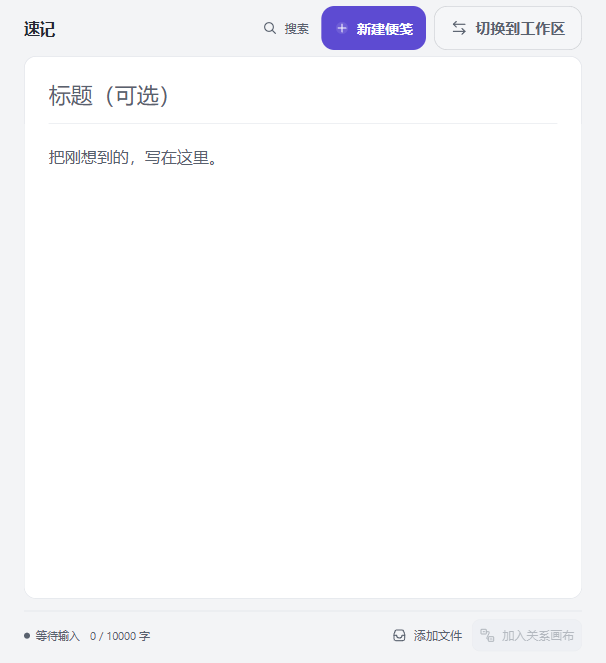 速记 搜索 新建便笺 切换到工作区
标题（可选）
把刚想到的，写在这里。
等待输入 0 / 10000 字 添加文件 加入关系画布